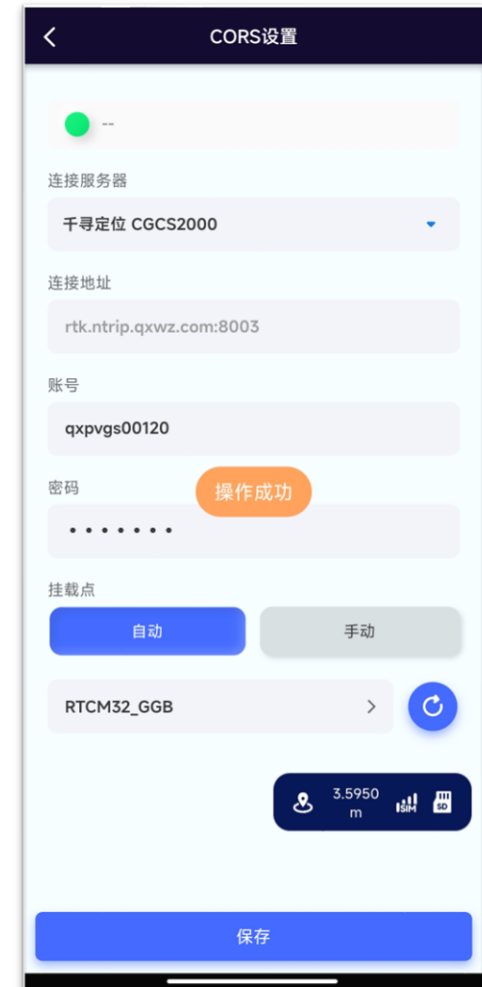 CORS设置
--
连接服务器
千寻定位 CGCS2000
连接地址
rtk.ntrip.qxwz.com:8003
账号
qxpvgs00120
密码
操作成功
•••••••
挂载点
自动
手动
RTCM32_GGB
3.5950
m
SIM
SD
保存